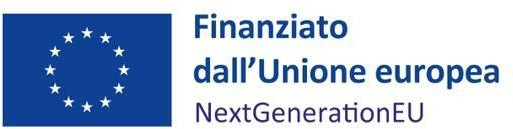 Finanziato
dall’Unione europea
NextGenerationEU